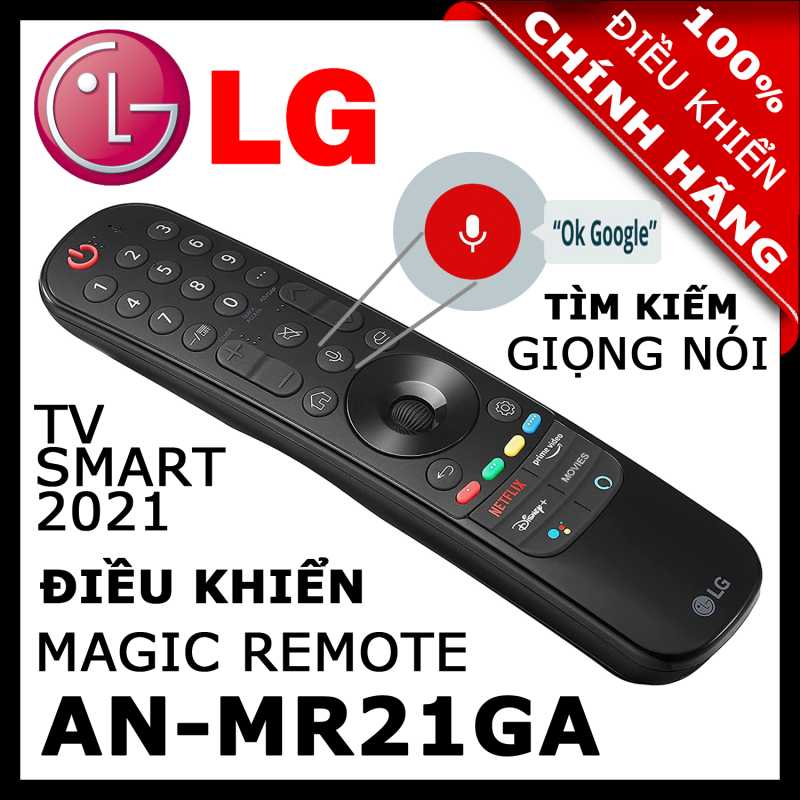 LG
100%
ĐIỀU KHIỂN
CHÍNH HÃNG
"Ok Google"
TÌM KIẾM
GIỌNG NÓI
1 2 3
4 5 6
7 8 9
-/ 0 ...
NETFLIX
prime video
Disney+
MOVIES
LG
TV
SMART
2021
ĐIỀU KHIỂN
MAGIC REMOTE
AN-MR21GA